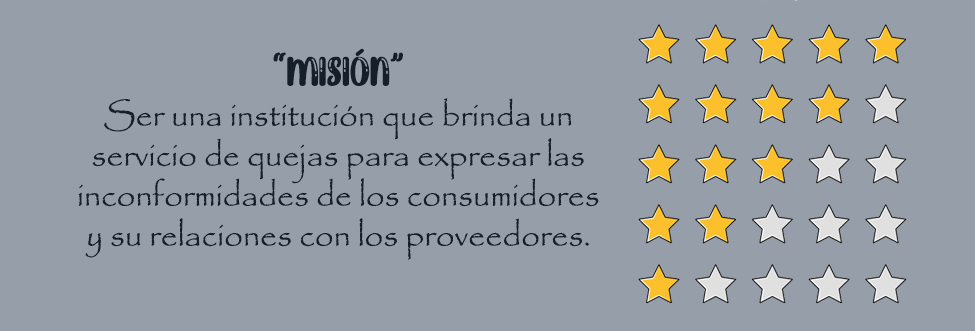 “misión”
Ser una institución que brinda un
servicio de quejas para expresar las
inconformidades de los consumidores
y su relaciones con los proveedores.